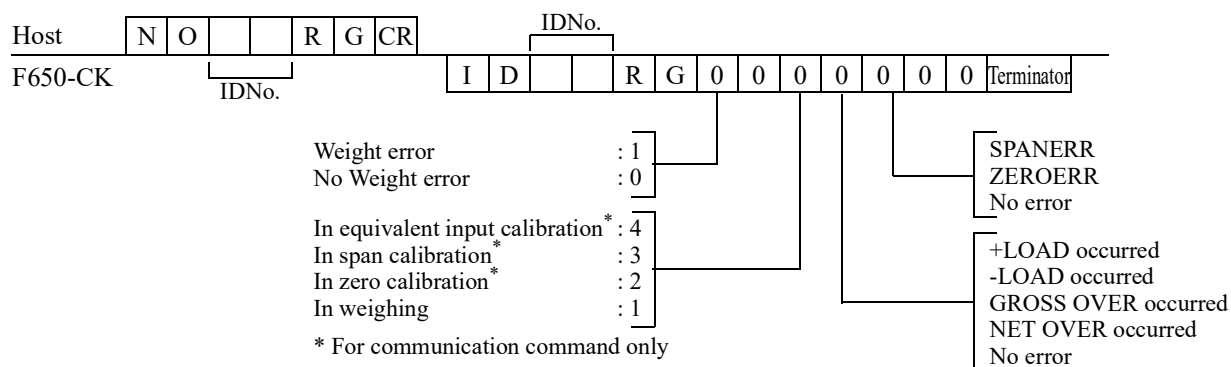 IDNo.
Host N O R G CR
F650-CK I D R G 0 0 0 0 0 0 0 Terminator
IDNo.
Weight error : 1
No Weight error : 0
In equivalent input calibration* : 4
In span calibration* : 3
In zero calibration* : 2
In weighing : 1
* For communication command only
SPANERR
ZEROERR
No error
+LOAD occurred
-LOAD occurred
GROSS OVER occurred
NET OVER occurred
No error